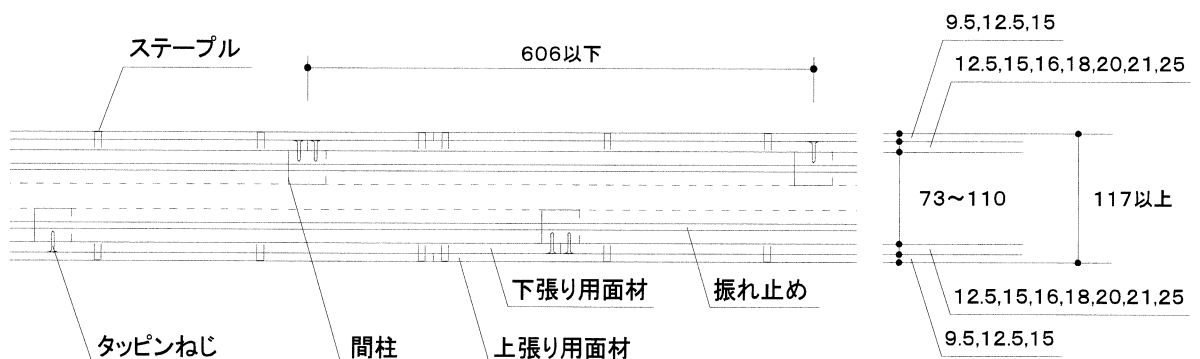 ステープル
606以下
9.5,12.5,15
12.5,15,16,18,20,21,25
73～110
117以上
下張り用面材
振れ止め
12.5,15,16,18,20,21,25
タッピンねじ
間柱
上張り用面材
9.5,12.5,15